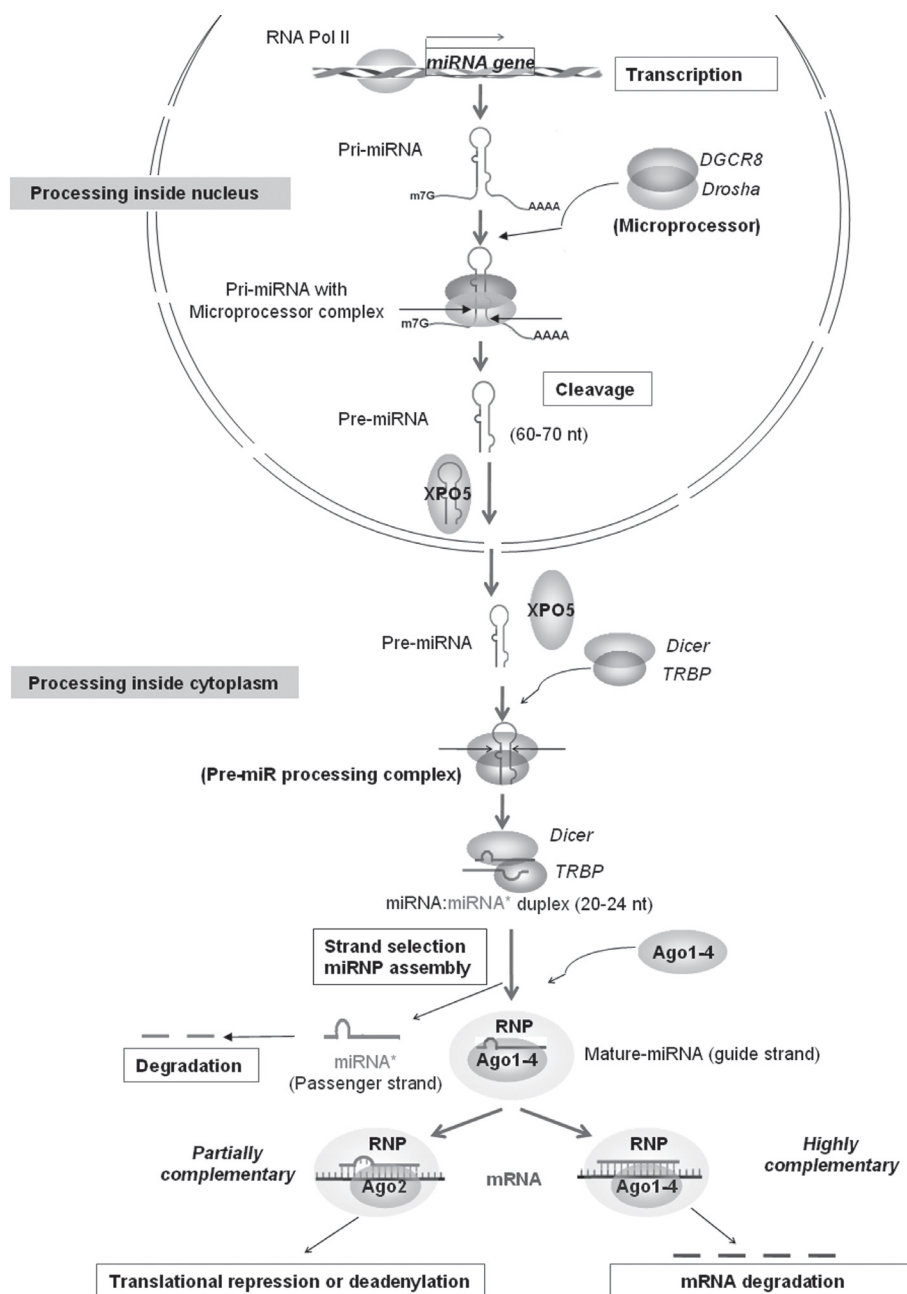 RNA Pol II
miRNA gene
Transcription
Pri-miRNA
DGCR8
Drosha
(Microprocessor)
Processing inside nucleus
m7G
AAAA
Pri-miRNA with
Microprocessor complex
m7G
AAAA
Cleavage
Pre-miRNA
(60-70 nt)
XPO5
XPO5
Pre-miRNA
Dicer
TRBP
Processing inside cytoplasm
(Pre-miR processing complex)
Dicer
TRBP
miRNA:miRNA* duplex (20-24 nt)
Strand selection
miRNP assembly
Ago1-4
RNP
Ago1-4
Mature-miRNA (guide strand)
Degradation
miRNA*
(Passenger strand)
Partially
complementary
RNP
Ago2
mRNA
RNP
Ago1-4
Highly
complementary
Translational repression or deadenylation
mRNA degradation